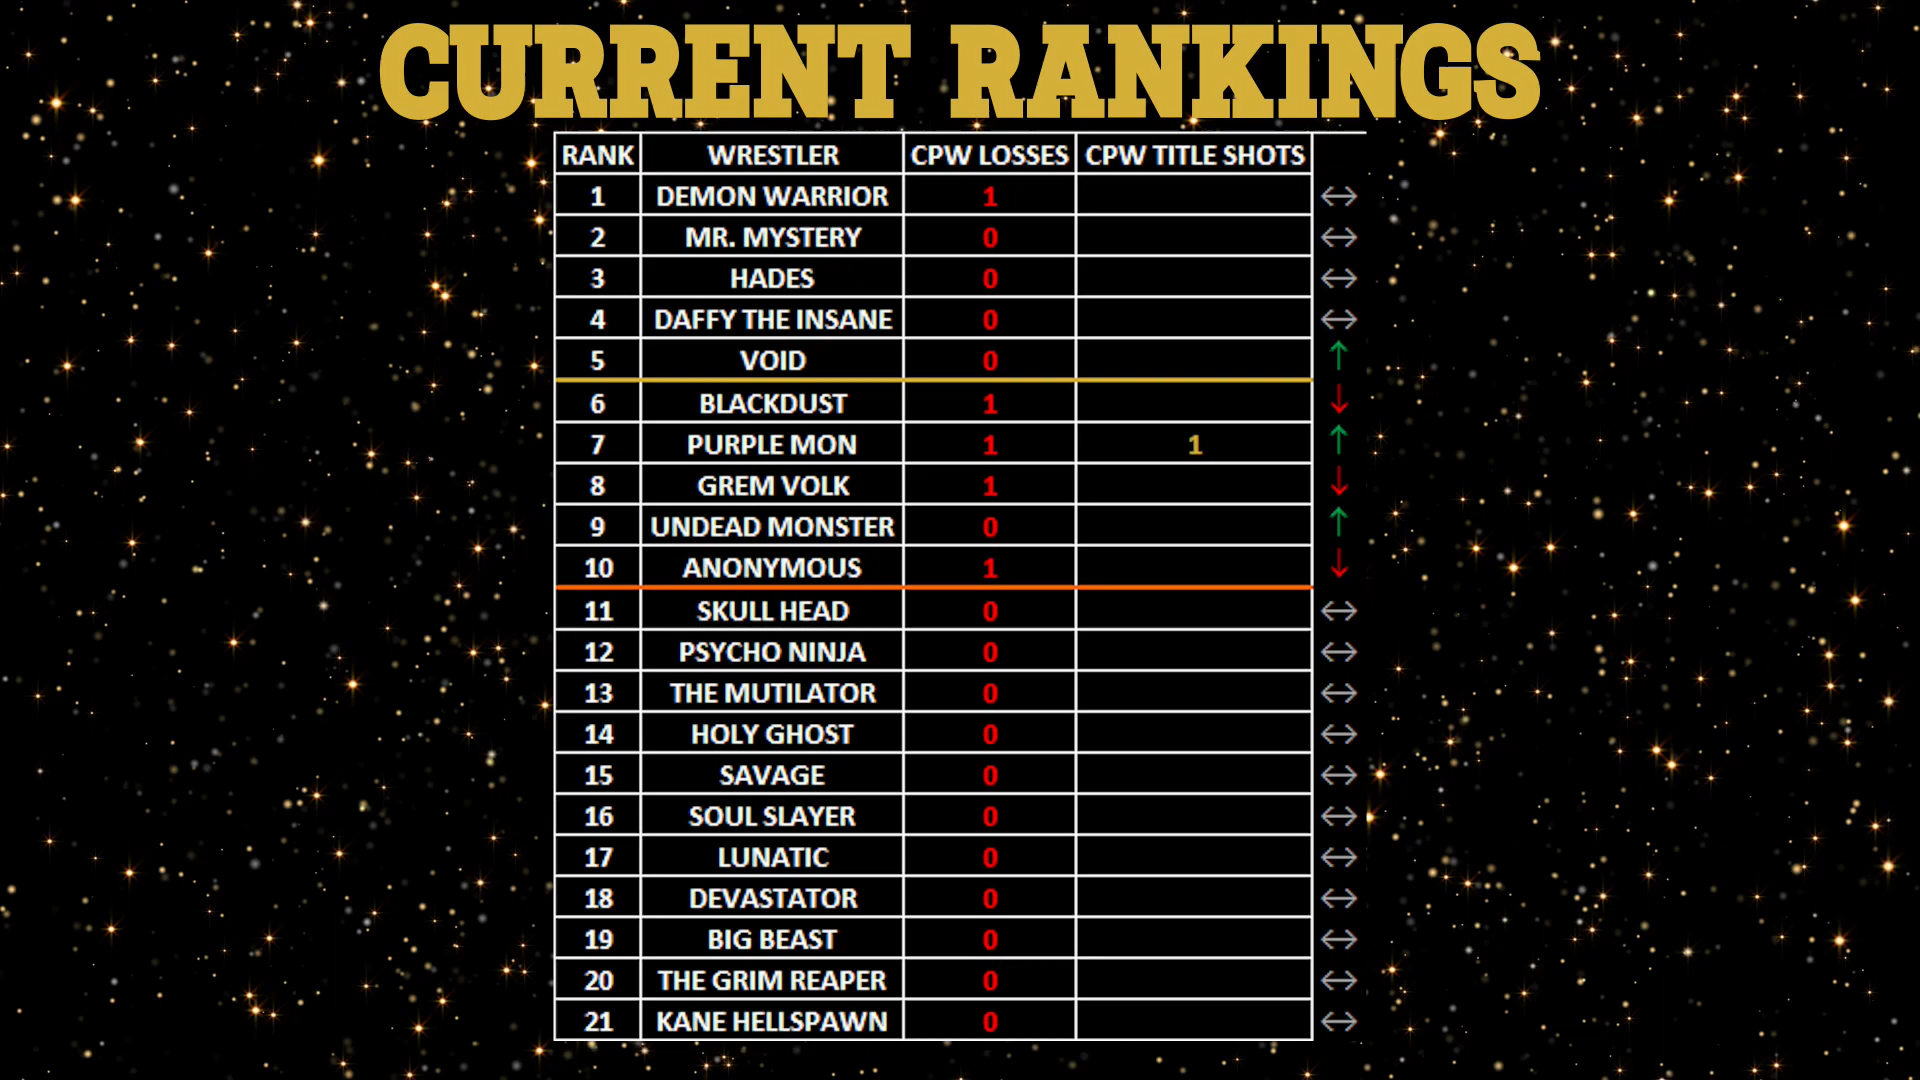 CURRENT RANKINGS
RANK WRESTLER CPW LOSSES CPW TITLE SHOTS
1 DEMON WARRIOR 1 ↔
2 MR. MYSTERY 0 ↔
3 HADES 0 ↔
4 DAFFY THE INSANE 0 ↔
5 VOID 0 ↑
6 BLACKDUST 1 ↓
7 PURPLE MON 1 1 ↑
8 GREM VOLK 1 ↓
9 UNDEAD MONSTER 0 ↑
10 ANONYMOUS 1 ↓
11 SKULL HEAD 0 ↔
12 PSYCHO NINJA 0 ↔
13 THE MUTILATOR 0 ↔
14 HOLY GHOST 0 ↔
15 SAVAGE 0 ↔
16 SOUL SLAYER 0 ↔
17 LUNATIC 0 ↔
18 DEVASTATOR 0 ↔
19 BIG BEAST 0 ↔
20 THE GRIM REAPER 0 ↔
21 KANE HELLSPAWN 0 ↔